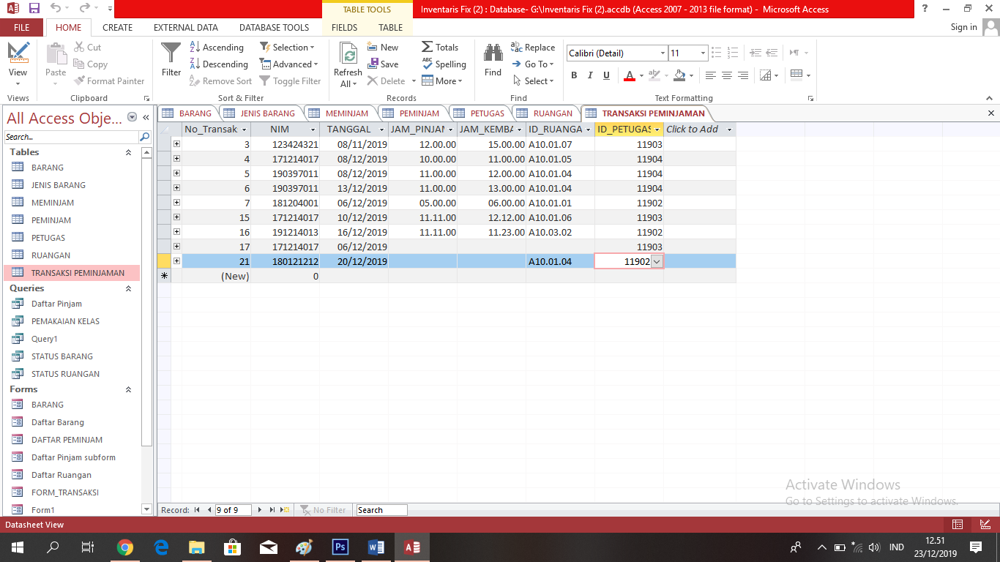 TABLE TOOLS
Inventaris Fix (2) : Database- G:\Inventaris Fix (2).accdb (Access 2007 - 2013 file format) - Microsoft Access
FILE HOME CREATE EXTERNAL DATA DATABASE TOOLS FIELDS TABLE Sign in
View
Views
Paste
Cut
Copy
Format Painter
Clipboard
Filter
Ascending
Descending
Remove Sort
Selection
Advanced
Toggle Filter
Sort & Filter
Refresh
All
New
Save
Delete
Totals
Spelling
More
Records
Find
Replace
Go To
Select
Find
Calibri (Detail) 11
B I U
Text Formatting
All Access Obje...
Search...
Tables
BARANG
JENIS BARANG
MEMINJAM
PEMINJAM
PETUGAS
RUANGAN
TRANSAKSI PEMINJAMAN
Queries
Daftar Pinjam
PEMAKAIAN KELAS
Query1
STATUS BARANG
STATUS RUANGAN
Forms
BARANG
Daftar Barang
DAFTAR PEMINJAM
Daftar Pinjam subform
Daftar Ruangan
FORM_TRANSAKSI
Form1
BARANG JENIS BARANG MEMINJAM PEMINJAM PETUGAS RUANGAN TRANSAKSI PEMINJAMAN
No_Transak NIM TANGGAL JAM_PINJAM JAM_KEMBA ID_RUANGA ID_PETUGAS Click to Add
3 123424321 08/11/2019 12.00.00 15.00.00 A10.01.07 11903
4 171214017 08/12/2019 10.00.00 11.00.00 A10.01.05 11904
5 190397011 08/12/2019 11.00.00 12.00.00 A10.01.04 11904
6 190397011 13/12/2019 11.00.00 13.00.00 A10.01.04 11904
7 181204001 06/12/2019 05.00.00 06.00.00 A10.01.01 11902
15 171214017 10/12/2019 11.11.00 12.12.00 A10.01.06 11903
16 191214013 16/12/2019 11.11.00 11.23.00 A10.03.02 11902
17 171214017 06/12/2019 11903
21 180121212 20/12/2019 A10.01.04 11902
(New) 0
Activate Windows
Go to Settings to activate Windows.
Record: 9 of 9 No Filter Search
Datasheet View
IND
12.51
23/12/2019